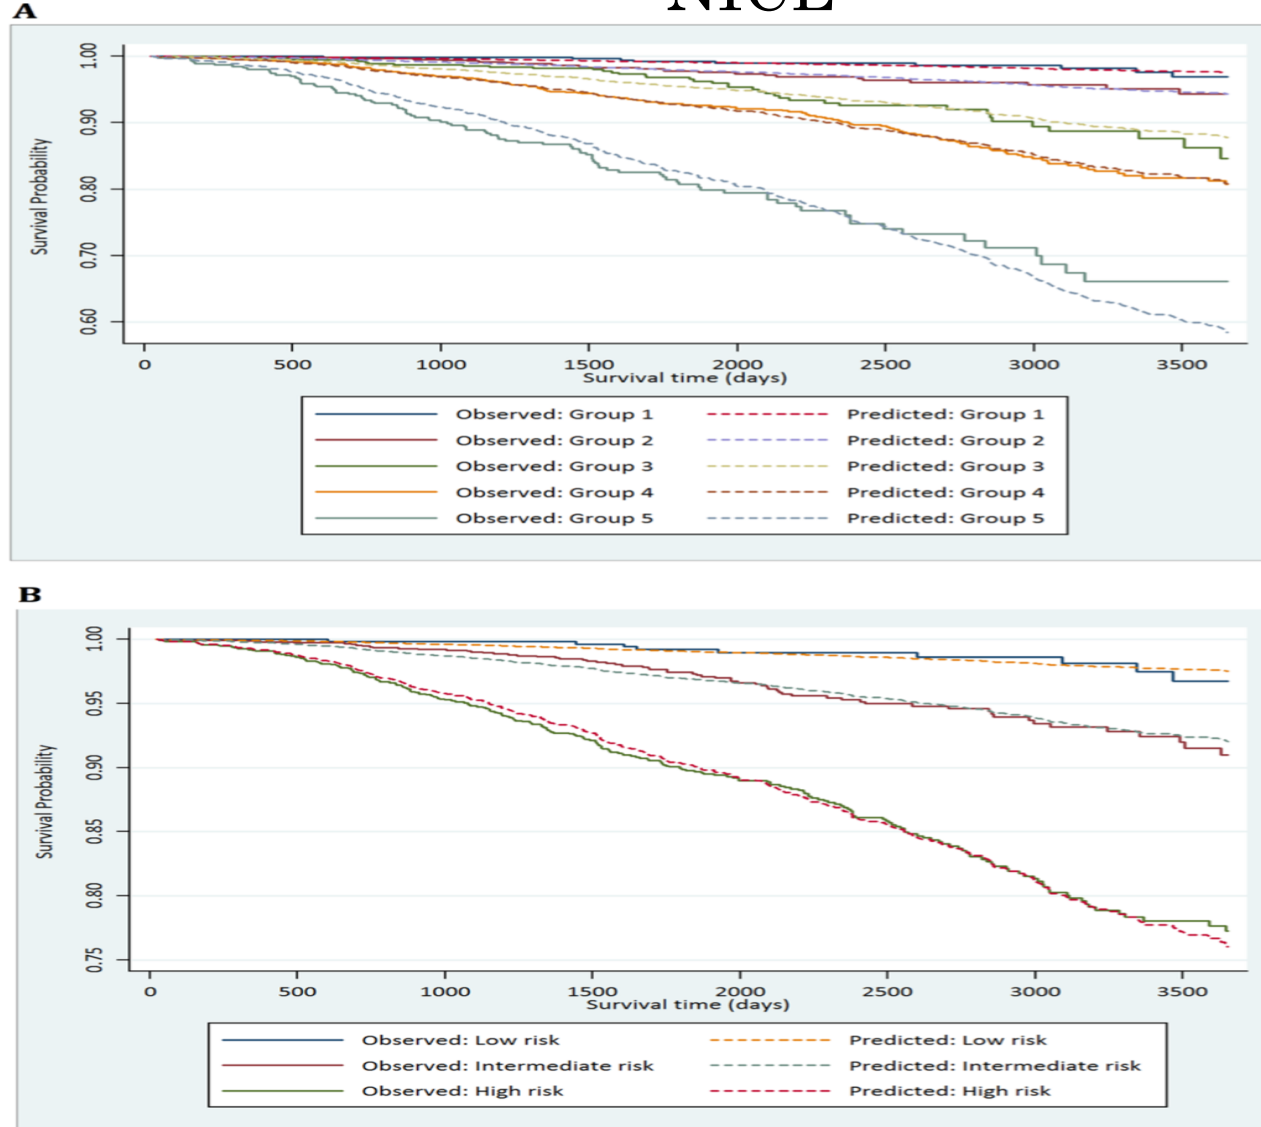 NICE
A
Survival Probability
1.00
0.90
0.80
0.70
0.60
0 500 1000 1500 2000 2500 3000 3500
Survival time (days)
Observed: Group 1 Predicted: Group 1
Observed: Group 2 Predicted: Group 2
Observed: Group 3 Predicted: Group 3
Observed: Group 4 Predicted: Group 4
Observed: Group 5 Predicted: Group 5
B
Survival Probability
1.00
0.95
0.90
0.85
0.80
0.75
0 500 1000 1500 2000 2500 3000 3500
Survival time (days)
Observed: Low risk Predicted: Low risk
Observed: Intermediate risk Predicted: Intermediate risk
Observed: High risk Predicted: High risk